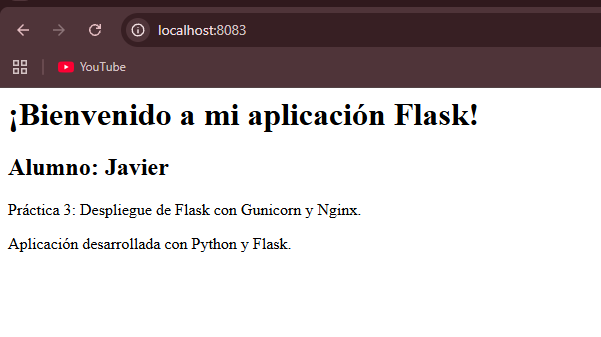 localhost:8083
YouTube
¡Bienvenido a mi aplicación Flask!
Alumno: Javier
Práctica 3: Despliegue de Flask con Gunicorn y Nginx.
Aplicación desarrollada con Python y Flask.